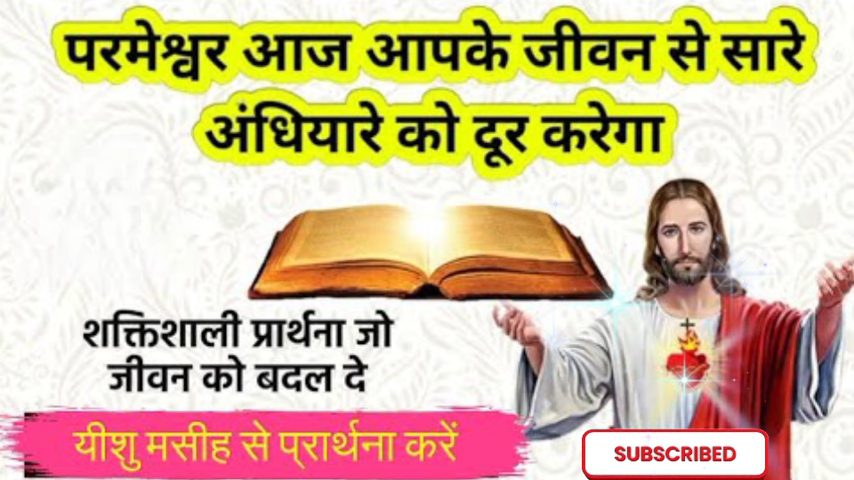 परमेश्वर आज आपके जीवन से सारे
अंधियारे को दूर करेगा
शक्तिशाली प्रार्थना जो
जीवन को बदल दे
यीशु मसीह से प्रार्थना करें
SUBSCRIBED